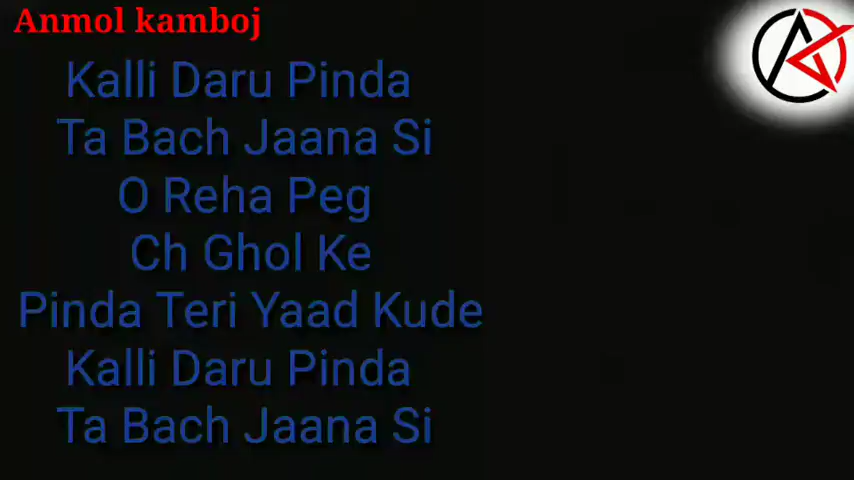 Anmol kamboj
Kalli Daru Pinda
Ta Bach Jaana Si
O Reha Peg
Ch Ghol Ke
Pinda Teri Yaad Kude
Kalli Daru Pinda
Ta Bach Jaana Si